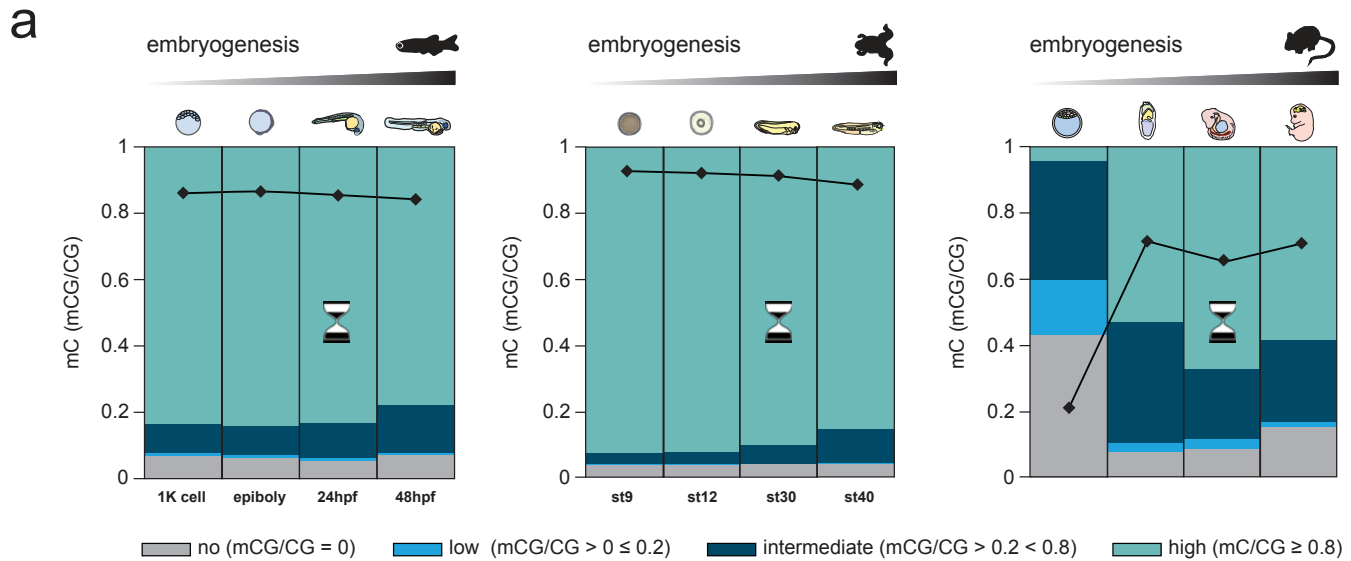 a
embryogenesis
embryogenesis
embryogenesis
mC (mCG/CG)
1
0.8
0.6
0.4
0.2
0
1K cell epiboly 24hpf 48hpf
mC (mCG/CG)
1
0.8
0.6
0.4
0.2
0
st9 st12 st30 st40
mC (mCG/CG)
1
0.8
0.6
0.4
0.2
0
no (mCG/CG = 0) low (mCG/CG > 0 ≤ 0.2) intermediate (mCG/CG > 0.2 < 0.8) high (mC/CG ≥ 0.8)